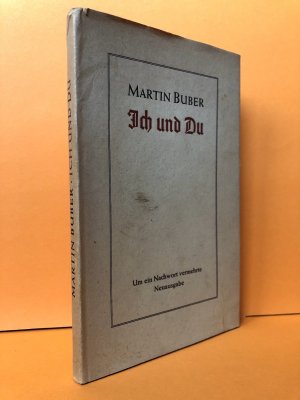 MARTIN BUBER
Ich und Du
Um ein Nachwort vermehrte
Neuausgabe
MARTIN BUBER · ICH UND DU